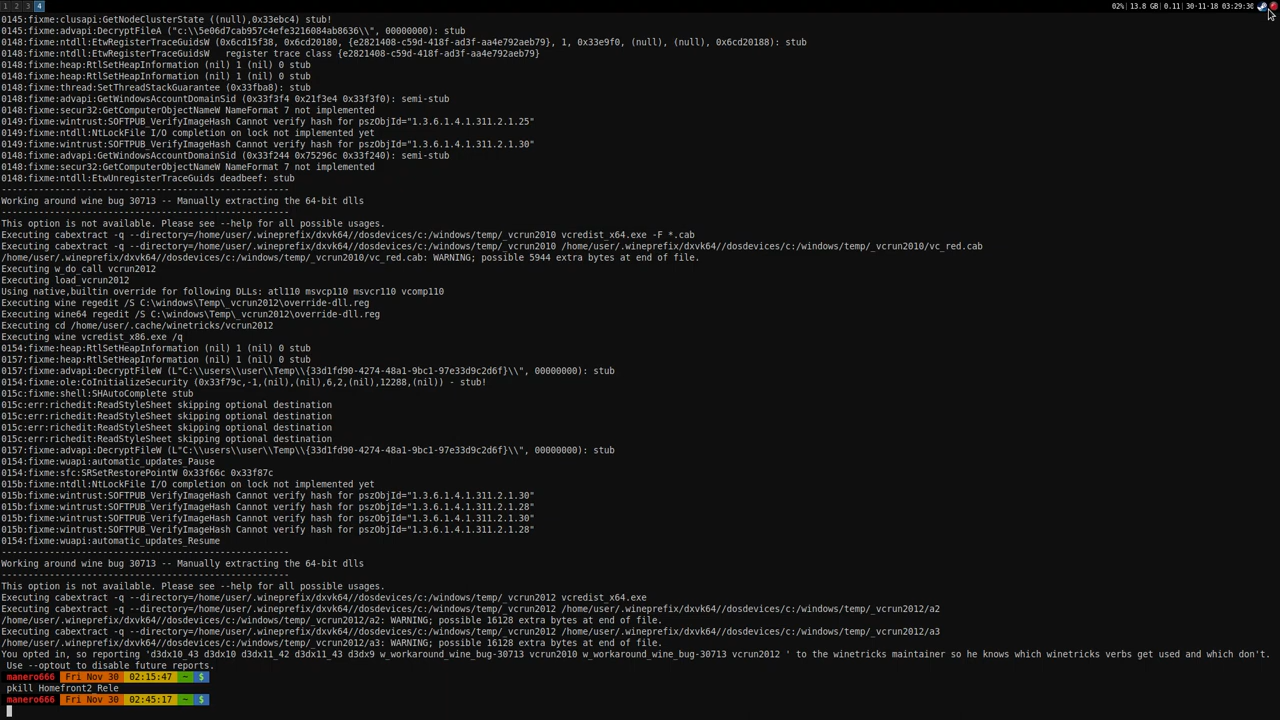 1 2 3 4 02% |13.8 GB| 0.11| 30-11-18 03:29:30
0145:fixme:clusapi:GetNodeClusterState ((null),0x33ebc4) stub!
0145:fixme:advapi:DecryptFileA ("c:\\5e06d7cab957c4efe3216084ab8636\\", 00000000): stub
0148:fixme:ntdll:EtwRegisterTraceGuidsW (0x6cd15f38, 0x6cd20180, {e2821408-c59d-418f-ad3f-aa4e792aeb79}, 1, 0x33e9f0, (null), (null), 0x6cd20188): stub
0148:fixme:ntdll:EtwRegisterTraceGuidsW   register trace class {e2821408-c59d-418f-ad3f-aa4e792aeb79}
0148:fixme:heap:RtlSetHeapInformation (nil) 1 (nil) 0 stub
0148:fixme:heap:RtlSetHeapInformation (nil) 1 (nil) 0 stub
0148:fixme:thread:SetThreadStackGuarantee (0x33fba8): stub
0148:fixme:advapi:GetWindowsAccountDomainSid (0x33f3f4 0x21f3e4 0x33f3f0): semi-stub
0148:fixme:secur32:GetComputerObjectNameW NameFormat 7 not implemented
0149:fixme:wintrust:SOFTPUB_VerifyImageHash Cannot verify hash for pszObjId="1.3.6.1.4.1.311.2.1.25"
0149:fixme:ntdll:NtLockFile I/O completion on lock not implemented yet
0149:fixme:wintrust:SOFTPUB_VerifyImageHash Cannot verify hash for pszObjId="1.3.6.1.4.1.311.2.1.30"
0148:fixme:advapi:GetWindowsAccountDomainSid (0x33f244 0x75296c 0x33f240): semi-stub
0148:fixme:secur32:GetComputerObjectNameW NameFormat 7 not implemented
0148:fixme:ntdll:EtwUnregisterTraceGuids deadbeef: stub
------------------------------------------------------
Working around wine bug 30713 -- Manually extracting the 64-bit dlls
------------------------------------------------------
This option is not available. Please see --help for all possible usages.
Executing cabextract -q --directory=/home/user/.wineprefix/dxvk64//dosdevices/c:/windows/temp/_vcrun2010 vcredist_x64.exe -F *.cab
Executing cabextract -q --directory=/home/user/.wineprefix/dxvk64//dosdevices/c:/windows/temp/_vcrun2010 /home/user/.wineprefix/dxvk64//dosdevices/c:/windows/temp/_vcrun2010/vc_red.cab
/home/user/.wineprefix/dxvk64//dosdevices/c:/windows/temp/_vcrun2010/vc_red.cab: WARNING; possible 5944 extra bytes at end of file.
Executing w_do_call vcrun2012
Executing load_vcrun2012
Using native,builtin override for following DLLs: atl110 msvcp110 msvcr110 vcomp110
Executing wine regedit /S C:\windows\Temp\_vcrun2012\override-dll.reg
Executing wine64 regedit /S C:\windows\Temp\_vcrun2012\override-dll.reg
Executing cd /home/user/.cache/winetricks/vcrun2012
Executing wine vcredist_x86.exe /q
0154:fixme:heap:RtlSetHeapInformation (nil) 1 (nil) 0 stub
0157:fixme:heap:RtlSetHeapInformation (nil) 1 (nil) 0 stub
0157:fixme:advapi:DecryptFileW (L"C:\\users\\user\\Temp\\{33d1fd90-4274-48a1-9bc1-97e33d9c2d6f}\\", 00000000): stub
0154:fixme:ole:CoInitializeSecurity (0x33f79c,-1,(nil),(nil),6,2,(nil),12288,(nil)) - stub!
015c:fixme:shell:SHAutoComplete stub
015c:err:richedit:ReadStyleSheet skipping optional destination
015c:err:richedit:ReadStyleSheet skipping optional destination
015c:err:richedit:ReadStyleSheet skipping optional destination
015c:err:richedit:ReadStyleSheet skipping optional destination
0157:fixme:advapi:DecryptFileW (L"C:\\users\\user\\Temp\\{33d1fd90-4274-48a1-9bc1-97e33d9c2d6f}\\", 00000000): stub
0154:fixme:wuapi:automatic_updates_Pause
0154:fixme:sfc:SRSetRestorePointW 0x33f66c 0x33f87c
015b:fixme:ntdll:NtLockFile I/O completion on lock not implemented yet
015b:fixme:wintrust:SOFTPUB_VerifyImageHash Cannot verify hash for pszObjId="1.3.6.1.4.1.311.2.1.30"
015b:fixme:wintrust:SOFTPUB_VerifyImageHash Cannot verify hash for pszObjId="1.3.6.1.4.1.311.2.1.28"
015b:fixme:wintrust:SOFTPUB_VerifyImageHash Cannot verify hash for pszObjId="1.3.6.1.4.1.311.2.1.30"
015b:fixme:wintrust:SOFTPUB_VerifyImageHash Cannot verify hash for pszObjId="1.3.6.1.4.1.311.2.1.28"
0154:fixme:wuapi:automatic_updates_Resume
------------------------------------------------------
Working around wine bug 30713 -- Manually extracting the 64-bit dlls
------------------------------------------------------
This option is not available. Please see --help for all possible usages.
Executing cabextract -q --directory=/home/user/.wineprefix/dxvk64//dosdevices/c:/windows/temp/_vcrun2012 vcredist_x64.exe
Executing cabextract -q --directory=/home/user/.wineprefix/dxvk64//dosdevices/c:/windows/temp/_vcrun2012 /home/user/.wineprefix/dxvk64//dosdevices/c:/windows/temp/_vcrun2012/a2
/home/user/.wineprefix/dxvk64//dosdevices/c:/windows/temp/_vcrun2012/a2: WARNING; possible 16128 extra bytes at end of file.
Executing cabextract -q --directory=/home/user/.wineprefix/dxvk64//dosdevices/c:/windows/temp/_vcrun2012 /home/user/.wineprefix/dxvk64//dosdevices/c:/windows/temp/_vcrun2012/a3
/home/user/.wineprefix/dxvk64//dosdevices/c:/windows/temp/_vcrun2012/a3: WARNING; possible 16128 extra bytes at end of file.
You opted in, so reporting 'd3dx10_43 d3dx10 d3dx11_42 d3dx11_43 d3dx9 w_workaround_wine_bug-30713 vcrun2010 w_workaround_wine_bug-30713 vcrun2012 ' to the winetricks maintainer so he knows which winetricks verbs get used and which don't.
Use --optout to disable future reports.
manero666 Fri Nov 30 02:15:47 ~ $
pkill Homefront2_Rele
manero666 Fri Nov 30 02:45:17 ~ $